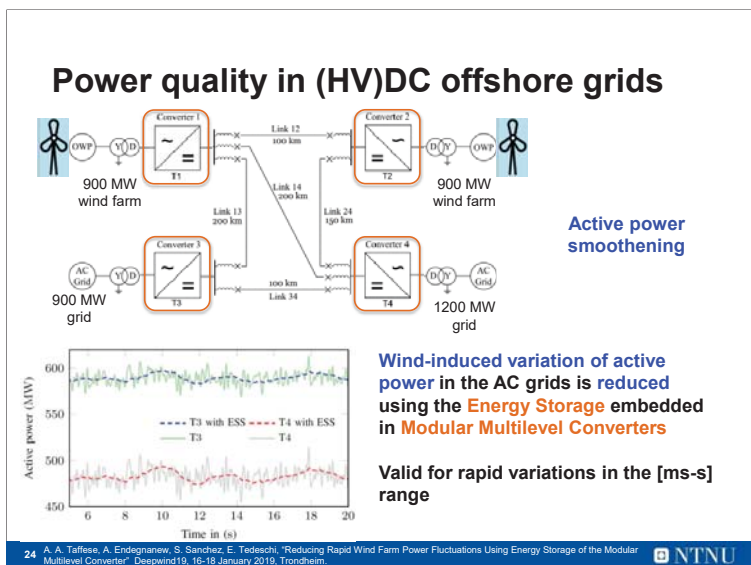 Power quality in (HV)DC offshore grids
Converter 1
Converter 2
Link 12
100 km
OWP
Y
D
T1
T2
D
Y
OWP
900 MW
wind farm
900 MW
wind farm
Link 14
200 km
Link 13
200 km
Link 24
150 km
Active power
smoothening
Converter 3
Converter 4
AC
Grid
Y
D
T3
100 km
Link 34
T4
D
Y
AC
Grid
900 MW
grid
1200 MW
grid
Active power (MW)
600
550
500
450
T3 with ESS
T4 with ESS
T3
T4
6 8 10 12 14 16 18 20
Time in (s)
Wind-induced variation of active
power in the AC grids is reduced
using the Energy Storage embedded
in Modular Multilevel Converters
Valid for rapid variations in the [ms-s]
range
24 A. A. Taffese, A. Endegnanew, S. Sanchez, E. Tedeschi, "Reducing Rapid Wind Farm Power Fluctuations Using Energy Storage of the Modular
Multilevel Converter" Deepwind19, 16-18 January 2019, Trondheim.
NTNU